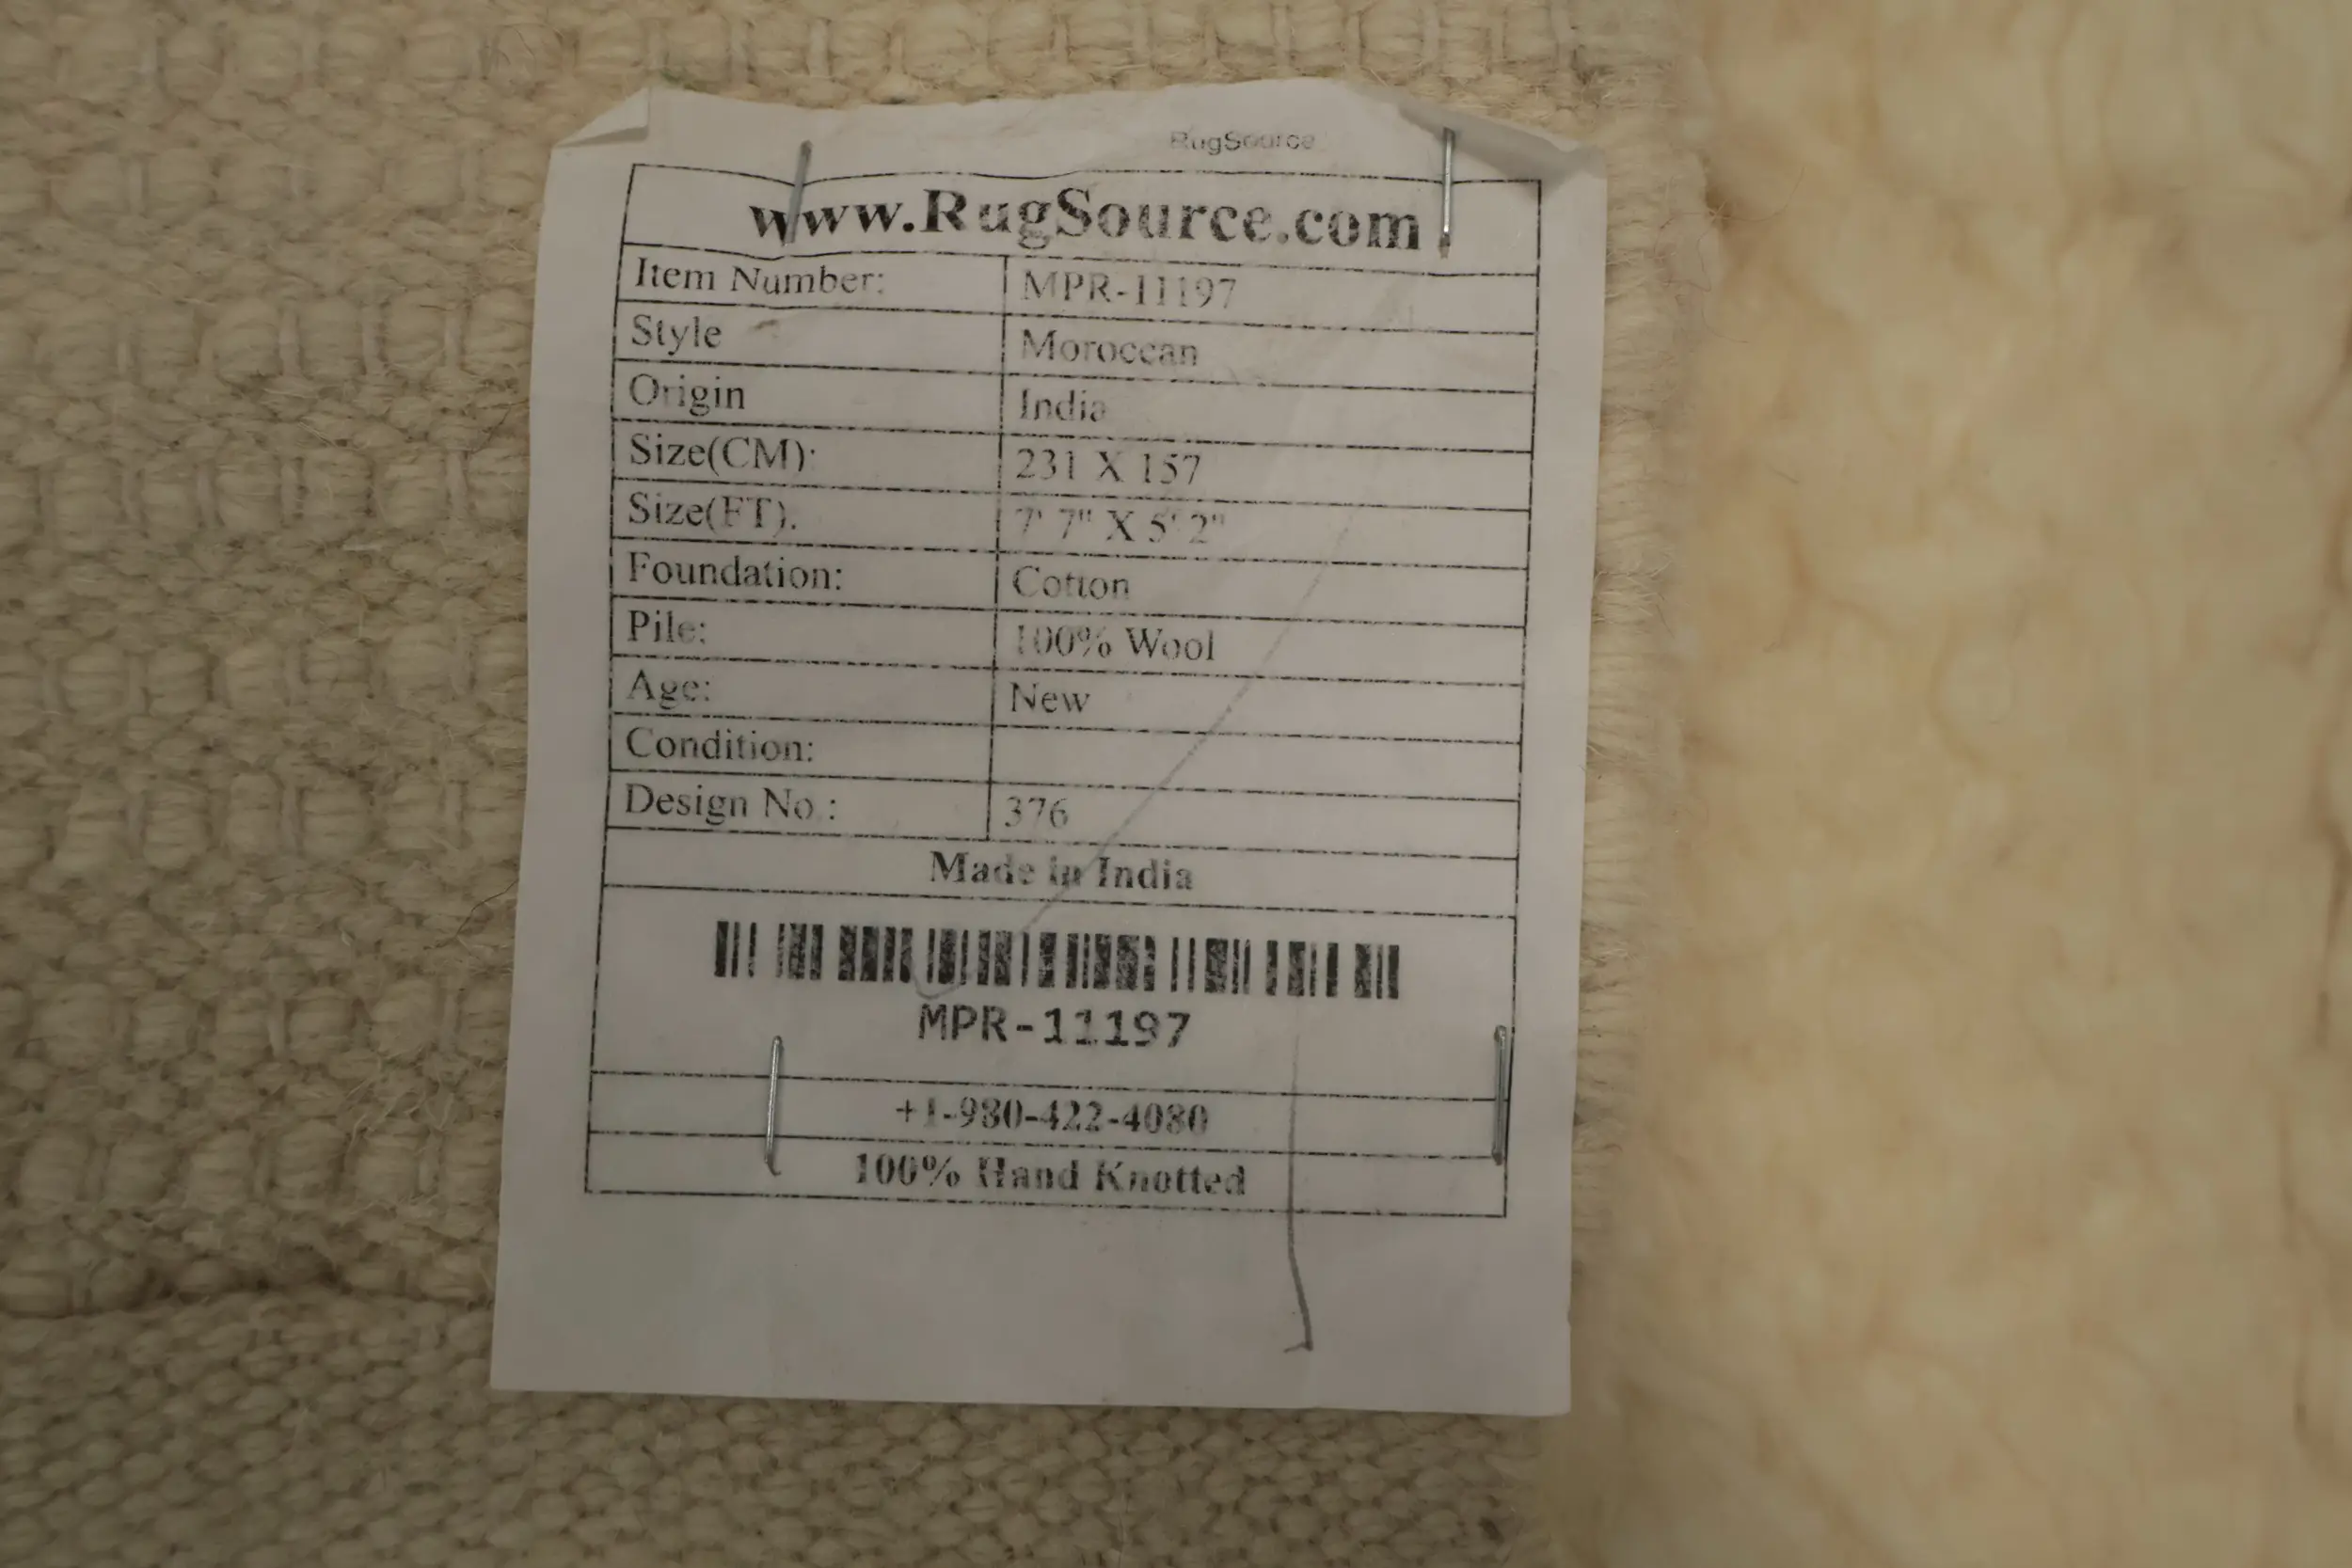 RugSource
www.RugSource.com
Item Number: MPR-11197
Style Moroccan
Origin India
Size(CM): 231 X 157
Size(FT). 7' 7" X 5' 2"
Foundation: Cotton
Pile: 100% Wool
Age: New
Condition:
Design No.: 376
Made in India
MPR-11197
+1-980-422-4080
100% Hand Knotted